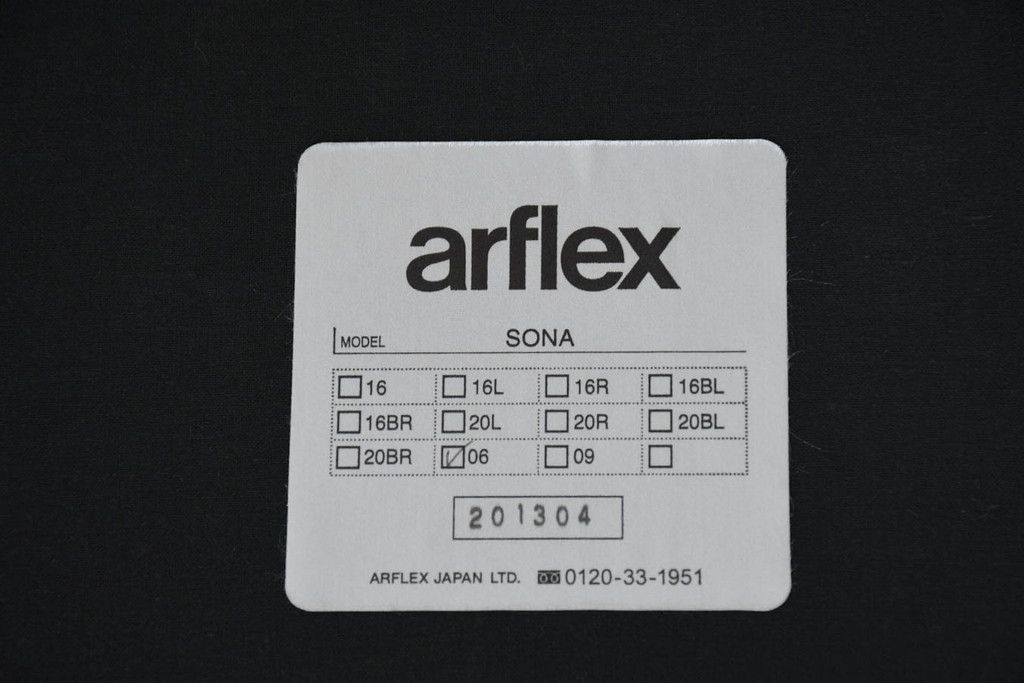 arflex
MODEL SONA
16 16L 16R 16BL
16BR 20L 20R 20BL
20BR 06 09
201304
ARFLEX JAPAN LTD. 0120-33-1951